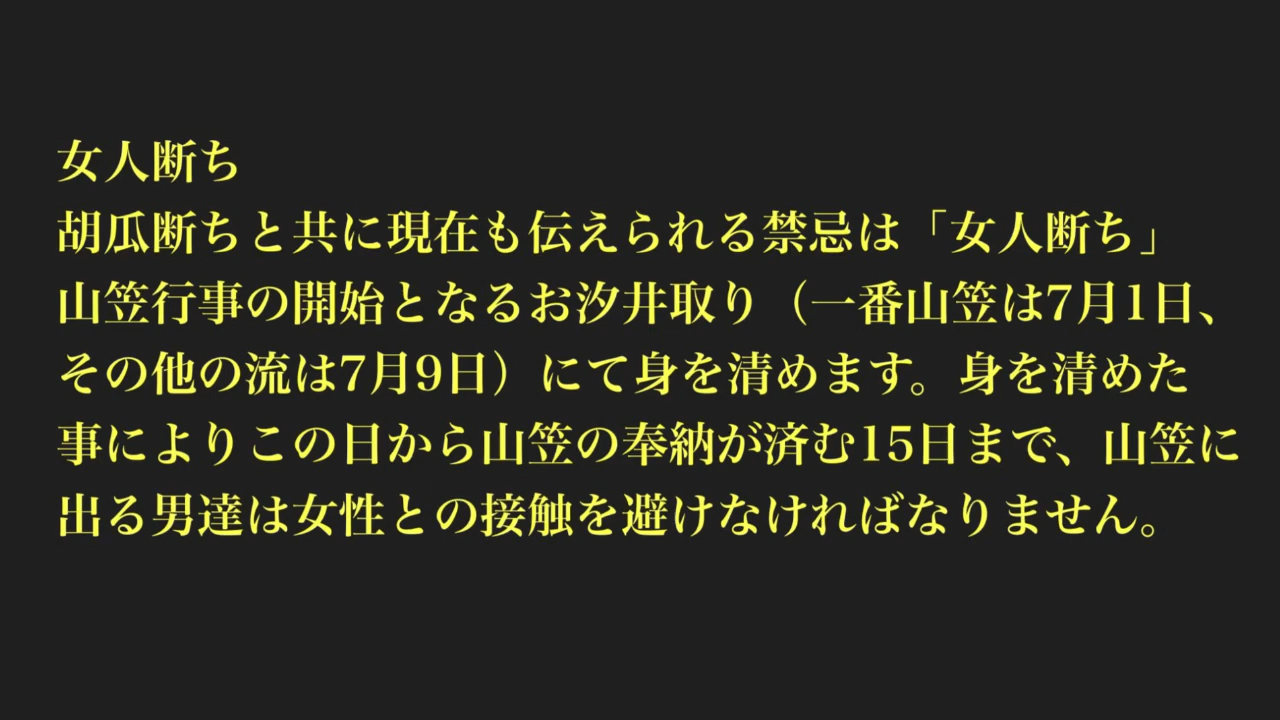 女人断ち
胡瓜断ちと共に現在も伝えられる禁忌は「女人断ち」
山笠行事の開始となるお汐井取り（一番山笠は7月1日、
その他の流は7月9日）にて身を清めます。身を清めた
事によりこの日から山笠の奉納が済む15日まで、山笠に
出る男達は女性との接触を避けなければなりません。